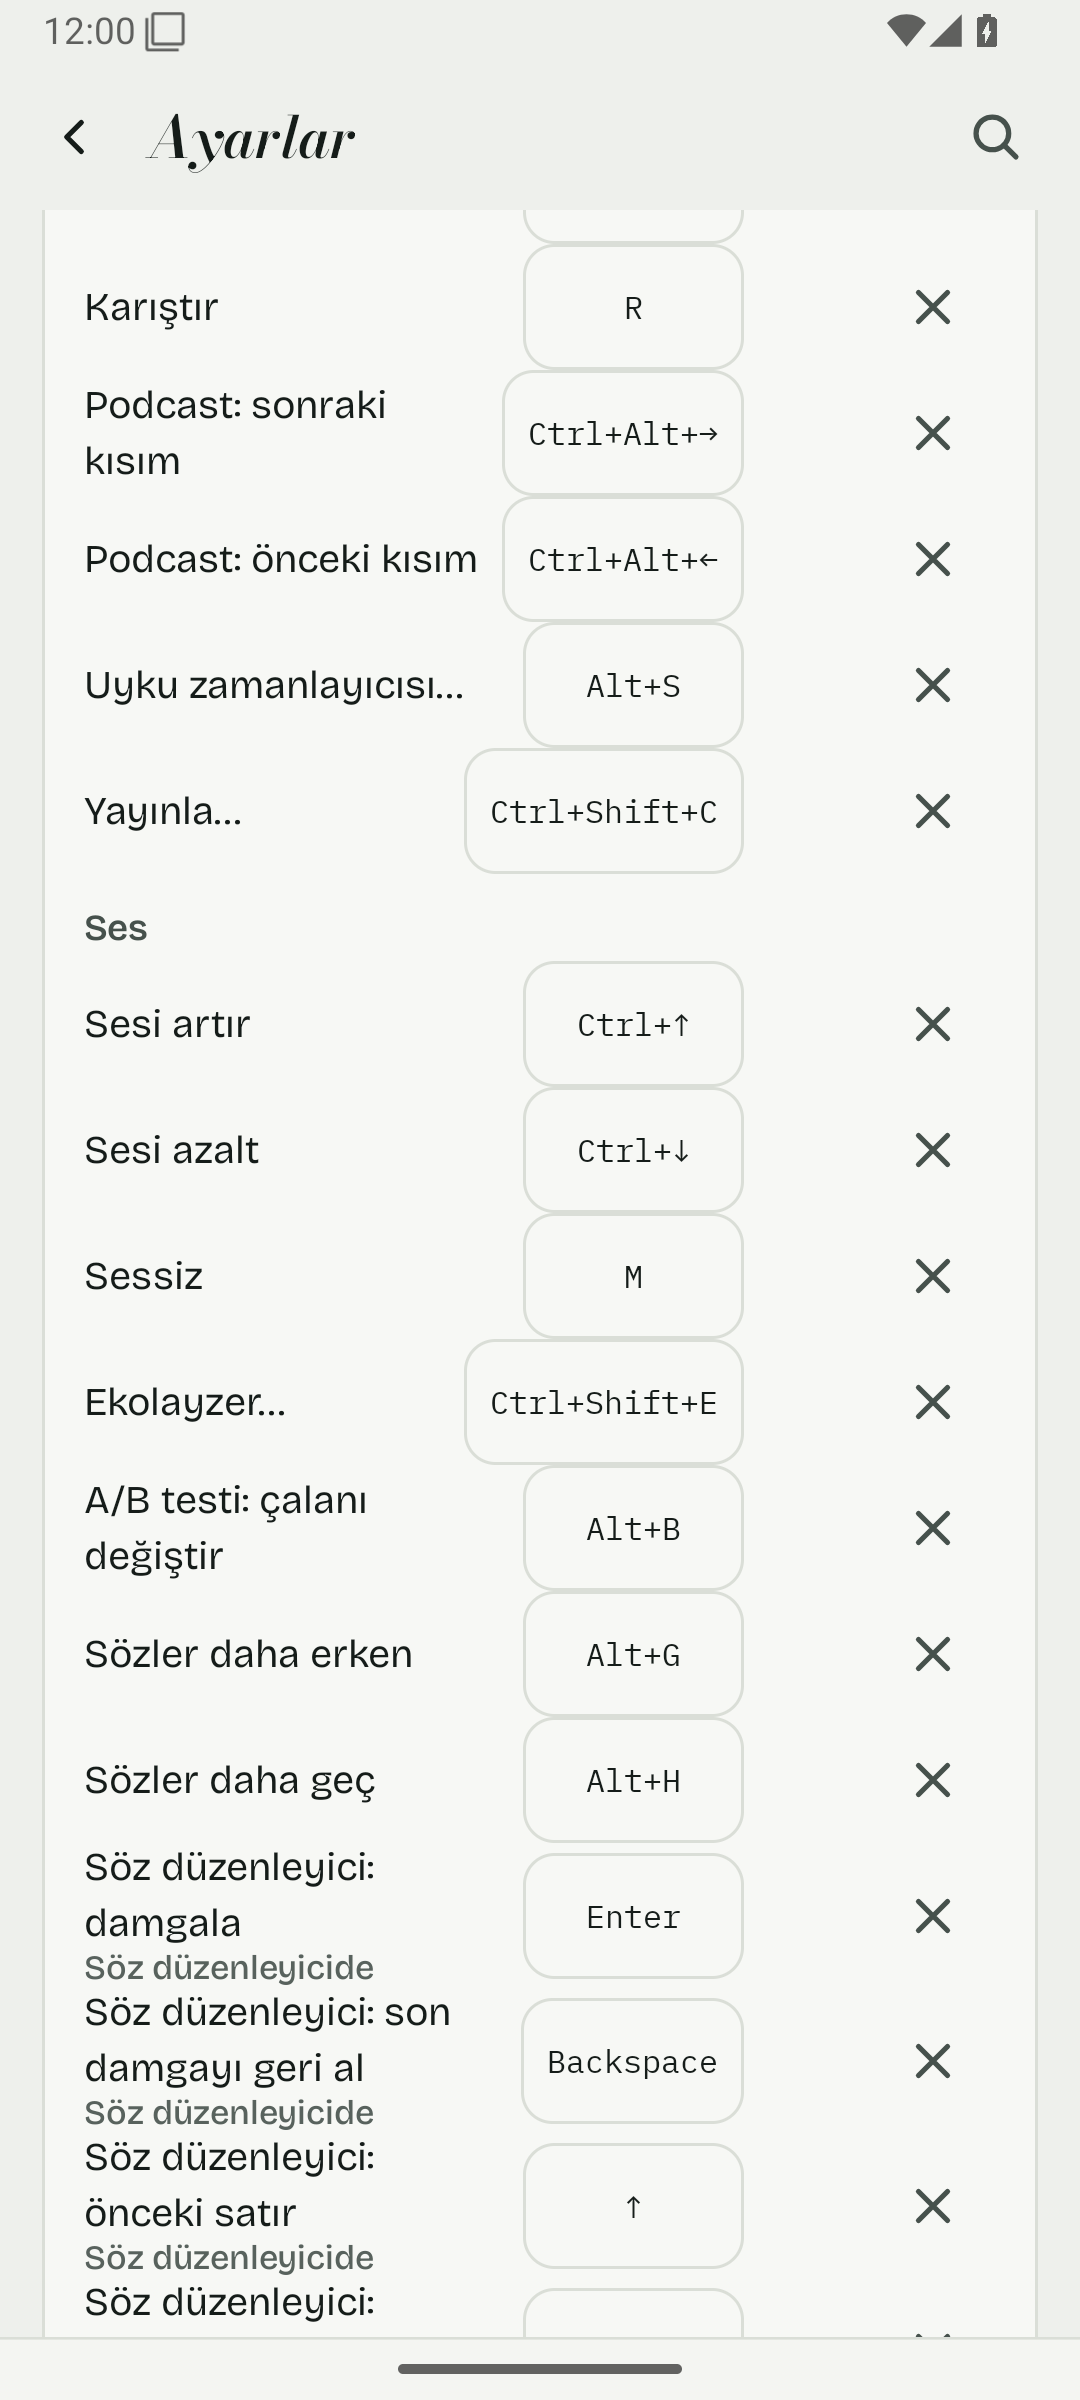 12:00
Ayarlar
Karıştır
R
Podcast: sonraki
kısım
Ctrl+Alt+→
Podcast: önceki kısım
Ctrl+Alt+←
Uyku zamanlayıcısı...
Alt+S
Yayınla...
Ctrl+Shift+C
Ses
Sesi artır
Ctrl+↑
Sesi azalt
Ctrl+↓
Sessiz
M
Ekolayzer...
Ctrl+Shift+E
A/B testi: çalanı
değiştir
Alt+B
Sözler daha erken
Alt+G
Sözler daha geç
Alt+H
Söz düzenleyici:
damgala
Söz düzenleyicide
Enter
Söz düzenleyici: son
damgayı geri al
Söz düzenleyicide
Backspace
Söz düzenleyici:
önceki satır
Söz düzenleyicide
↑
Söz düzenleyici: